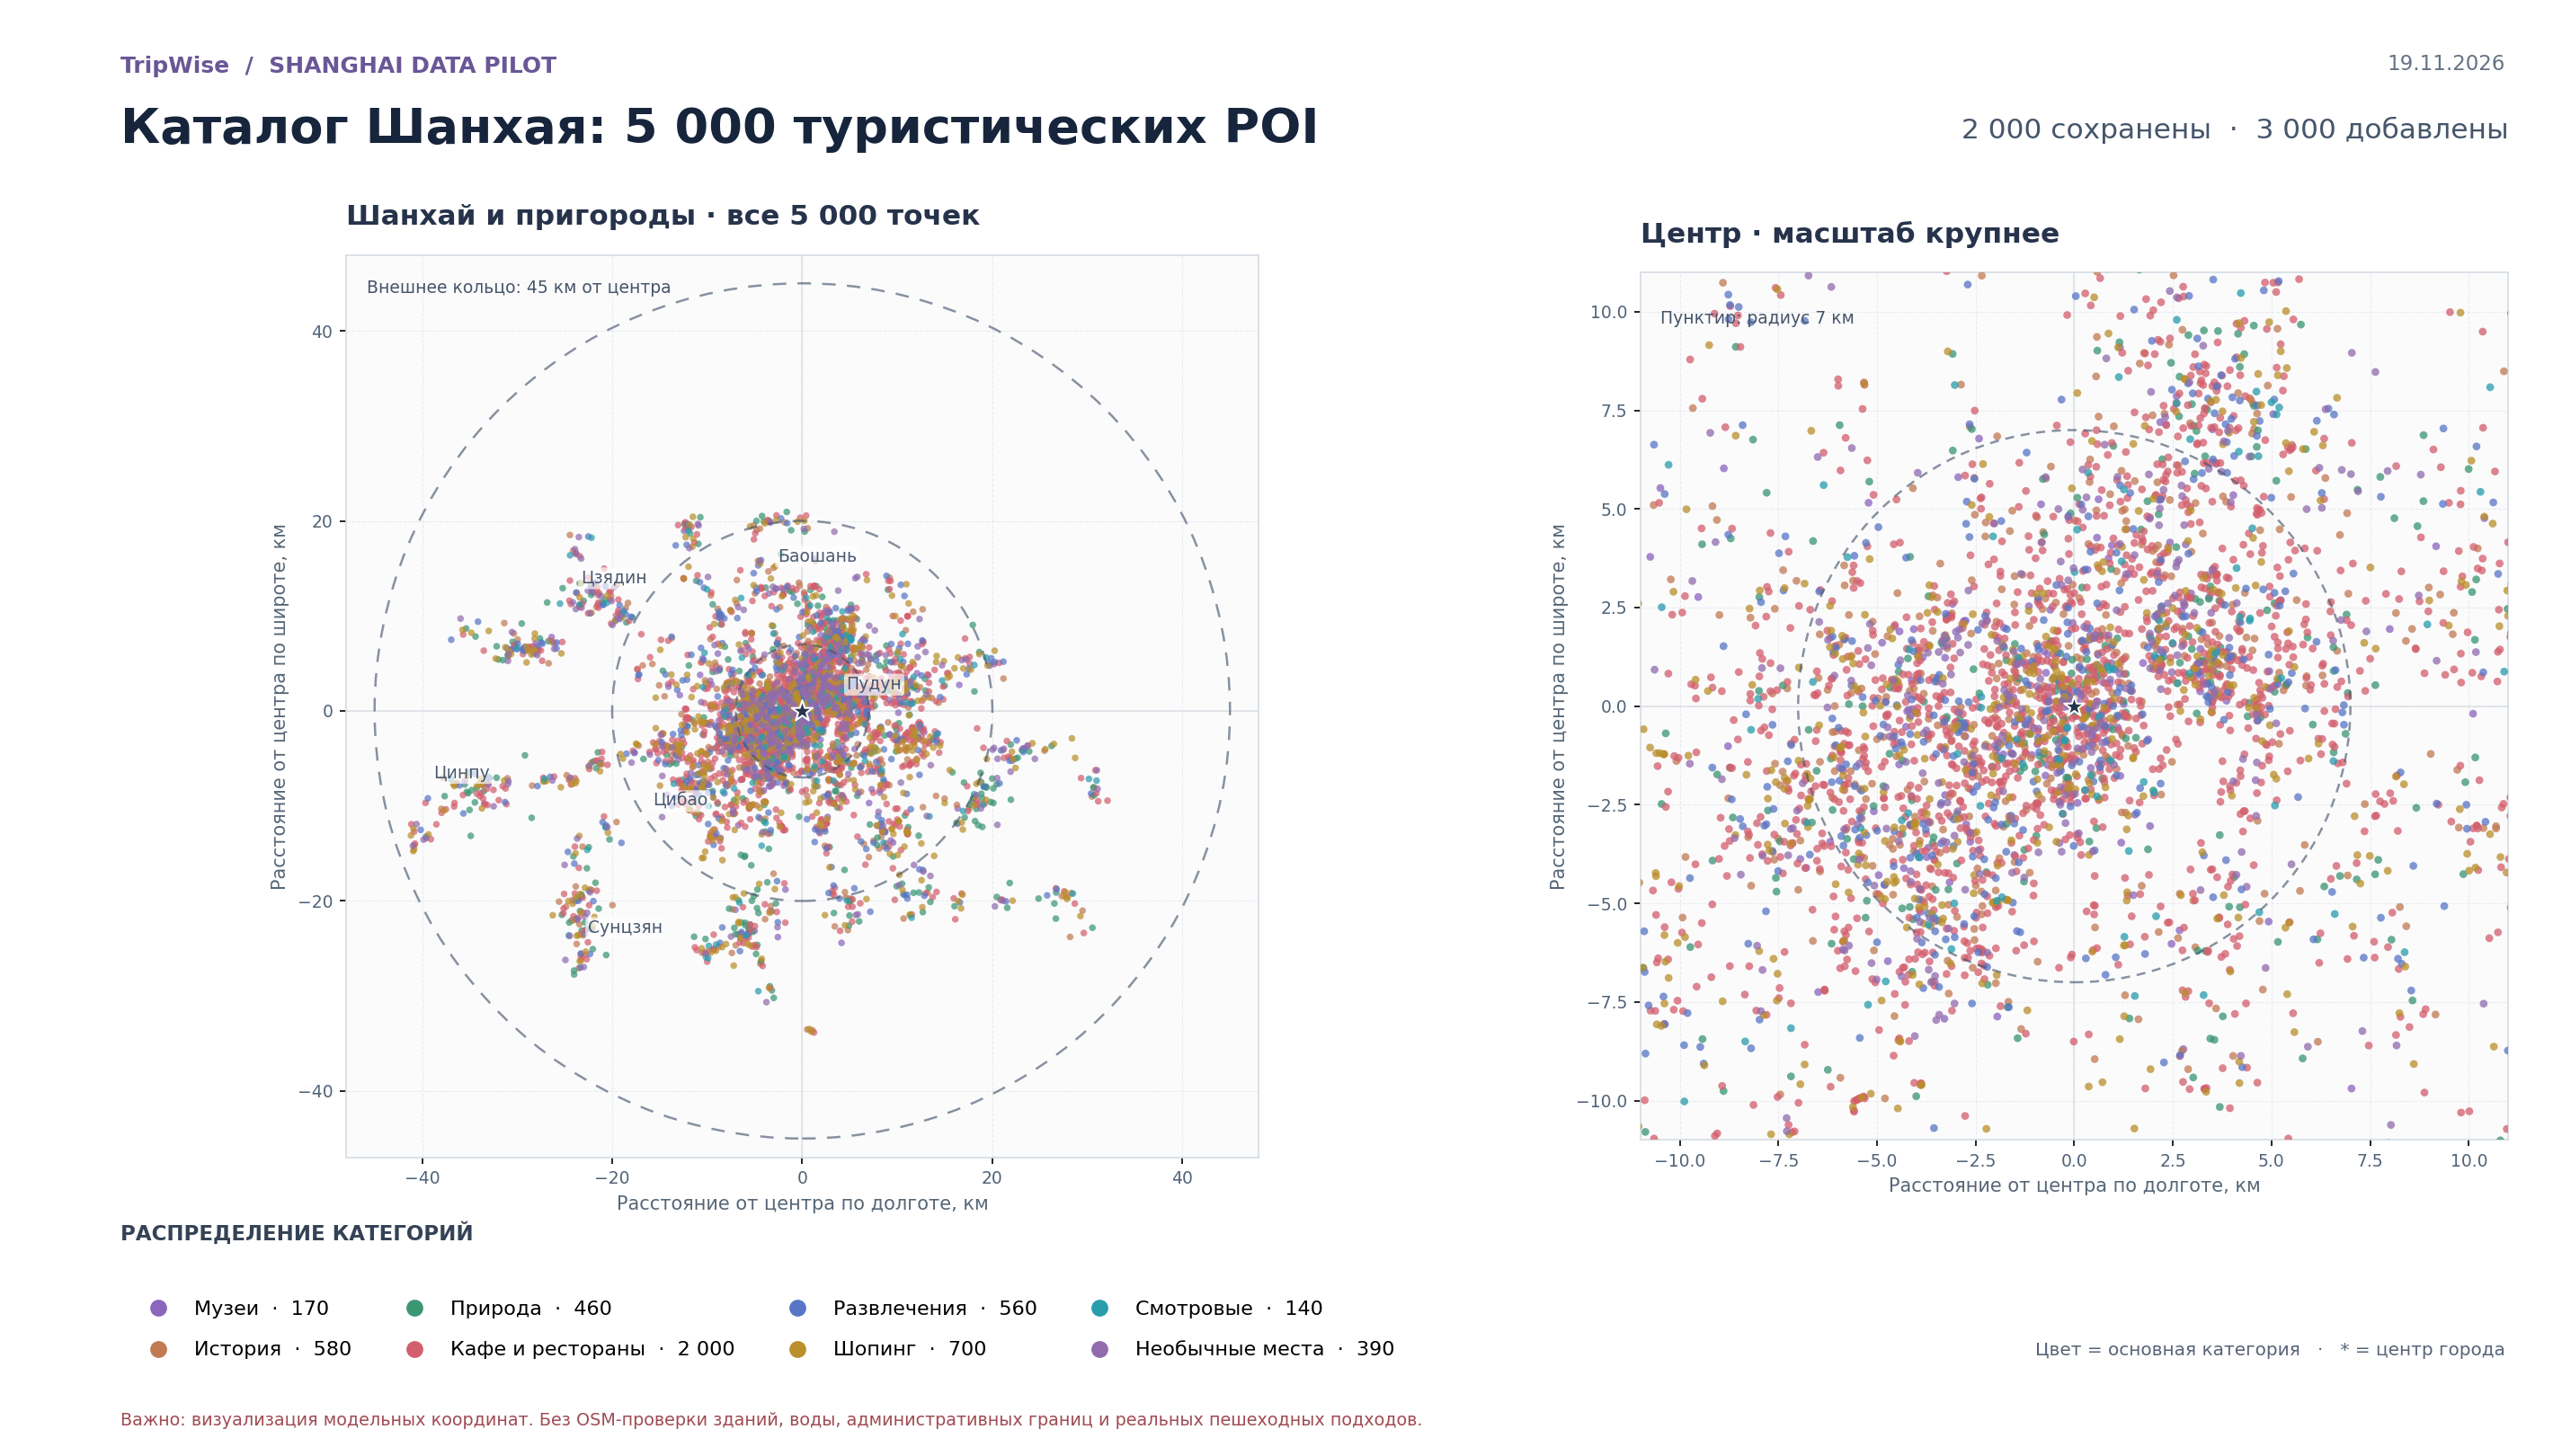 TripWise / SHANGHAI DATA PILOT
19.11.2026
Каталог Шанхая: 5 000 туристических POI
2 000 сохранены · 3 000 добавлены
Шанхай и пригороды · все 5 000 точек
Внешнее кольцо: 45 км от центра
Расстояние от центра по широте, км
40
20
0
−20
−40
Баошань
Цзядин
Пудун
Цинпу
Цибао
Сунцзян
−40
−20
0
20
40
Расстояние от центра по долготе, км
Центр · масштаб крупнее
Пунктир: радиус 7 км
Расстояние от центра по широте, км
10.0
7.5
5.0
2.5
0.0
−2.5
−5.0
−7.5
−10.0
−10.0
−7.5
−5.0
−2.5
0.0
2.5
5.0
7.5
10.0
Расстояние от центра по долготе, км
РАСПРЕДЕЛЕНИЕ КАТЕГОРИЙ
Музеи · 170
Природа · 460
Развлечения · 560
Смотровые · 140
История · 580
Кафе и рестораны · 2 000
Шопинг · 700
Необычные места · 390
Цвет = основная категория · * = центр города
Важно: визуализация модельных координат. Без OSM-проверки зданий, воды, административных границ и реальных пешеходных подходов.